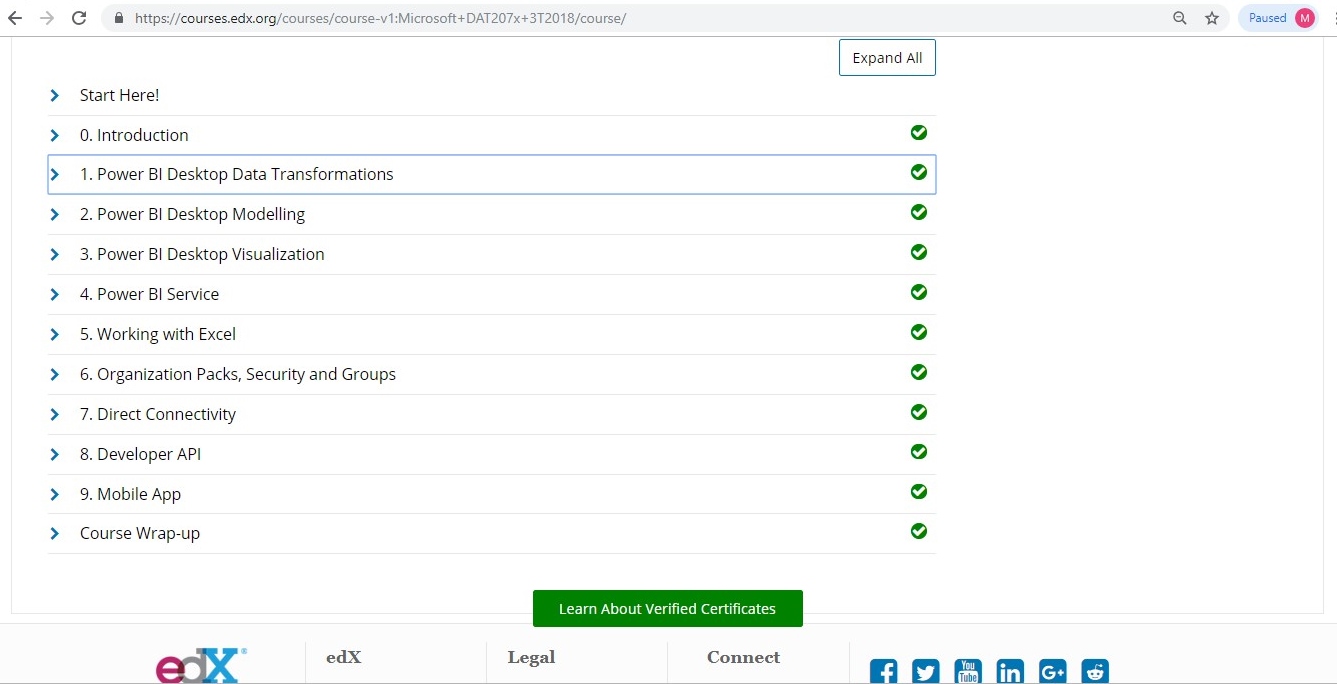 https://courses.edx.org/courses/course-v1:Microsoft+DAT207x+3T2018/course/
Paused M
Expand All
Start Here!
0. Introduction
1. Power BI Desktop Data Transformations
2. Power BI Desktop Modelling
3. Power BI Desktop Visualization
4. Power BI Service
5. Working with Excel
6. Organization Packs, Security and Groups
7. Direct Connectivity
8. Developer API
9. Mobile App
Course Wrap-up
Learn About Verified Certificates
edX® edX Legal Connect
f You Tube in G+